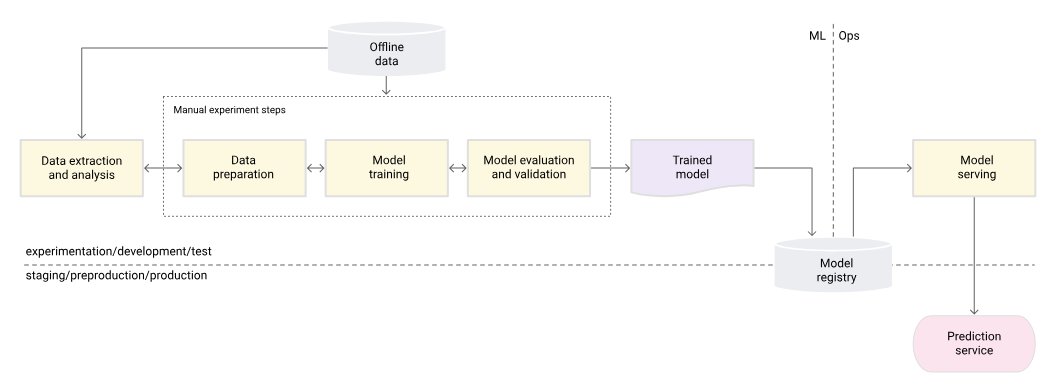 Offline
data
ML
Ops
Manual experiment steps
Data extraction
and analysis
Data
preparation
Model
training
Model evaluation
and validation
Trained
model
Model
serving
experimentation/development/test
staging/preproduction/production
Model
registry
Prediction
service